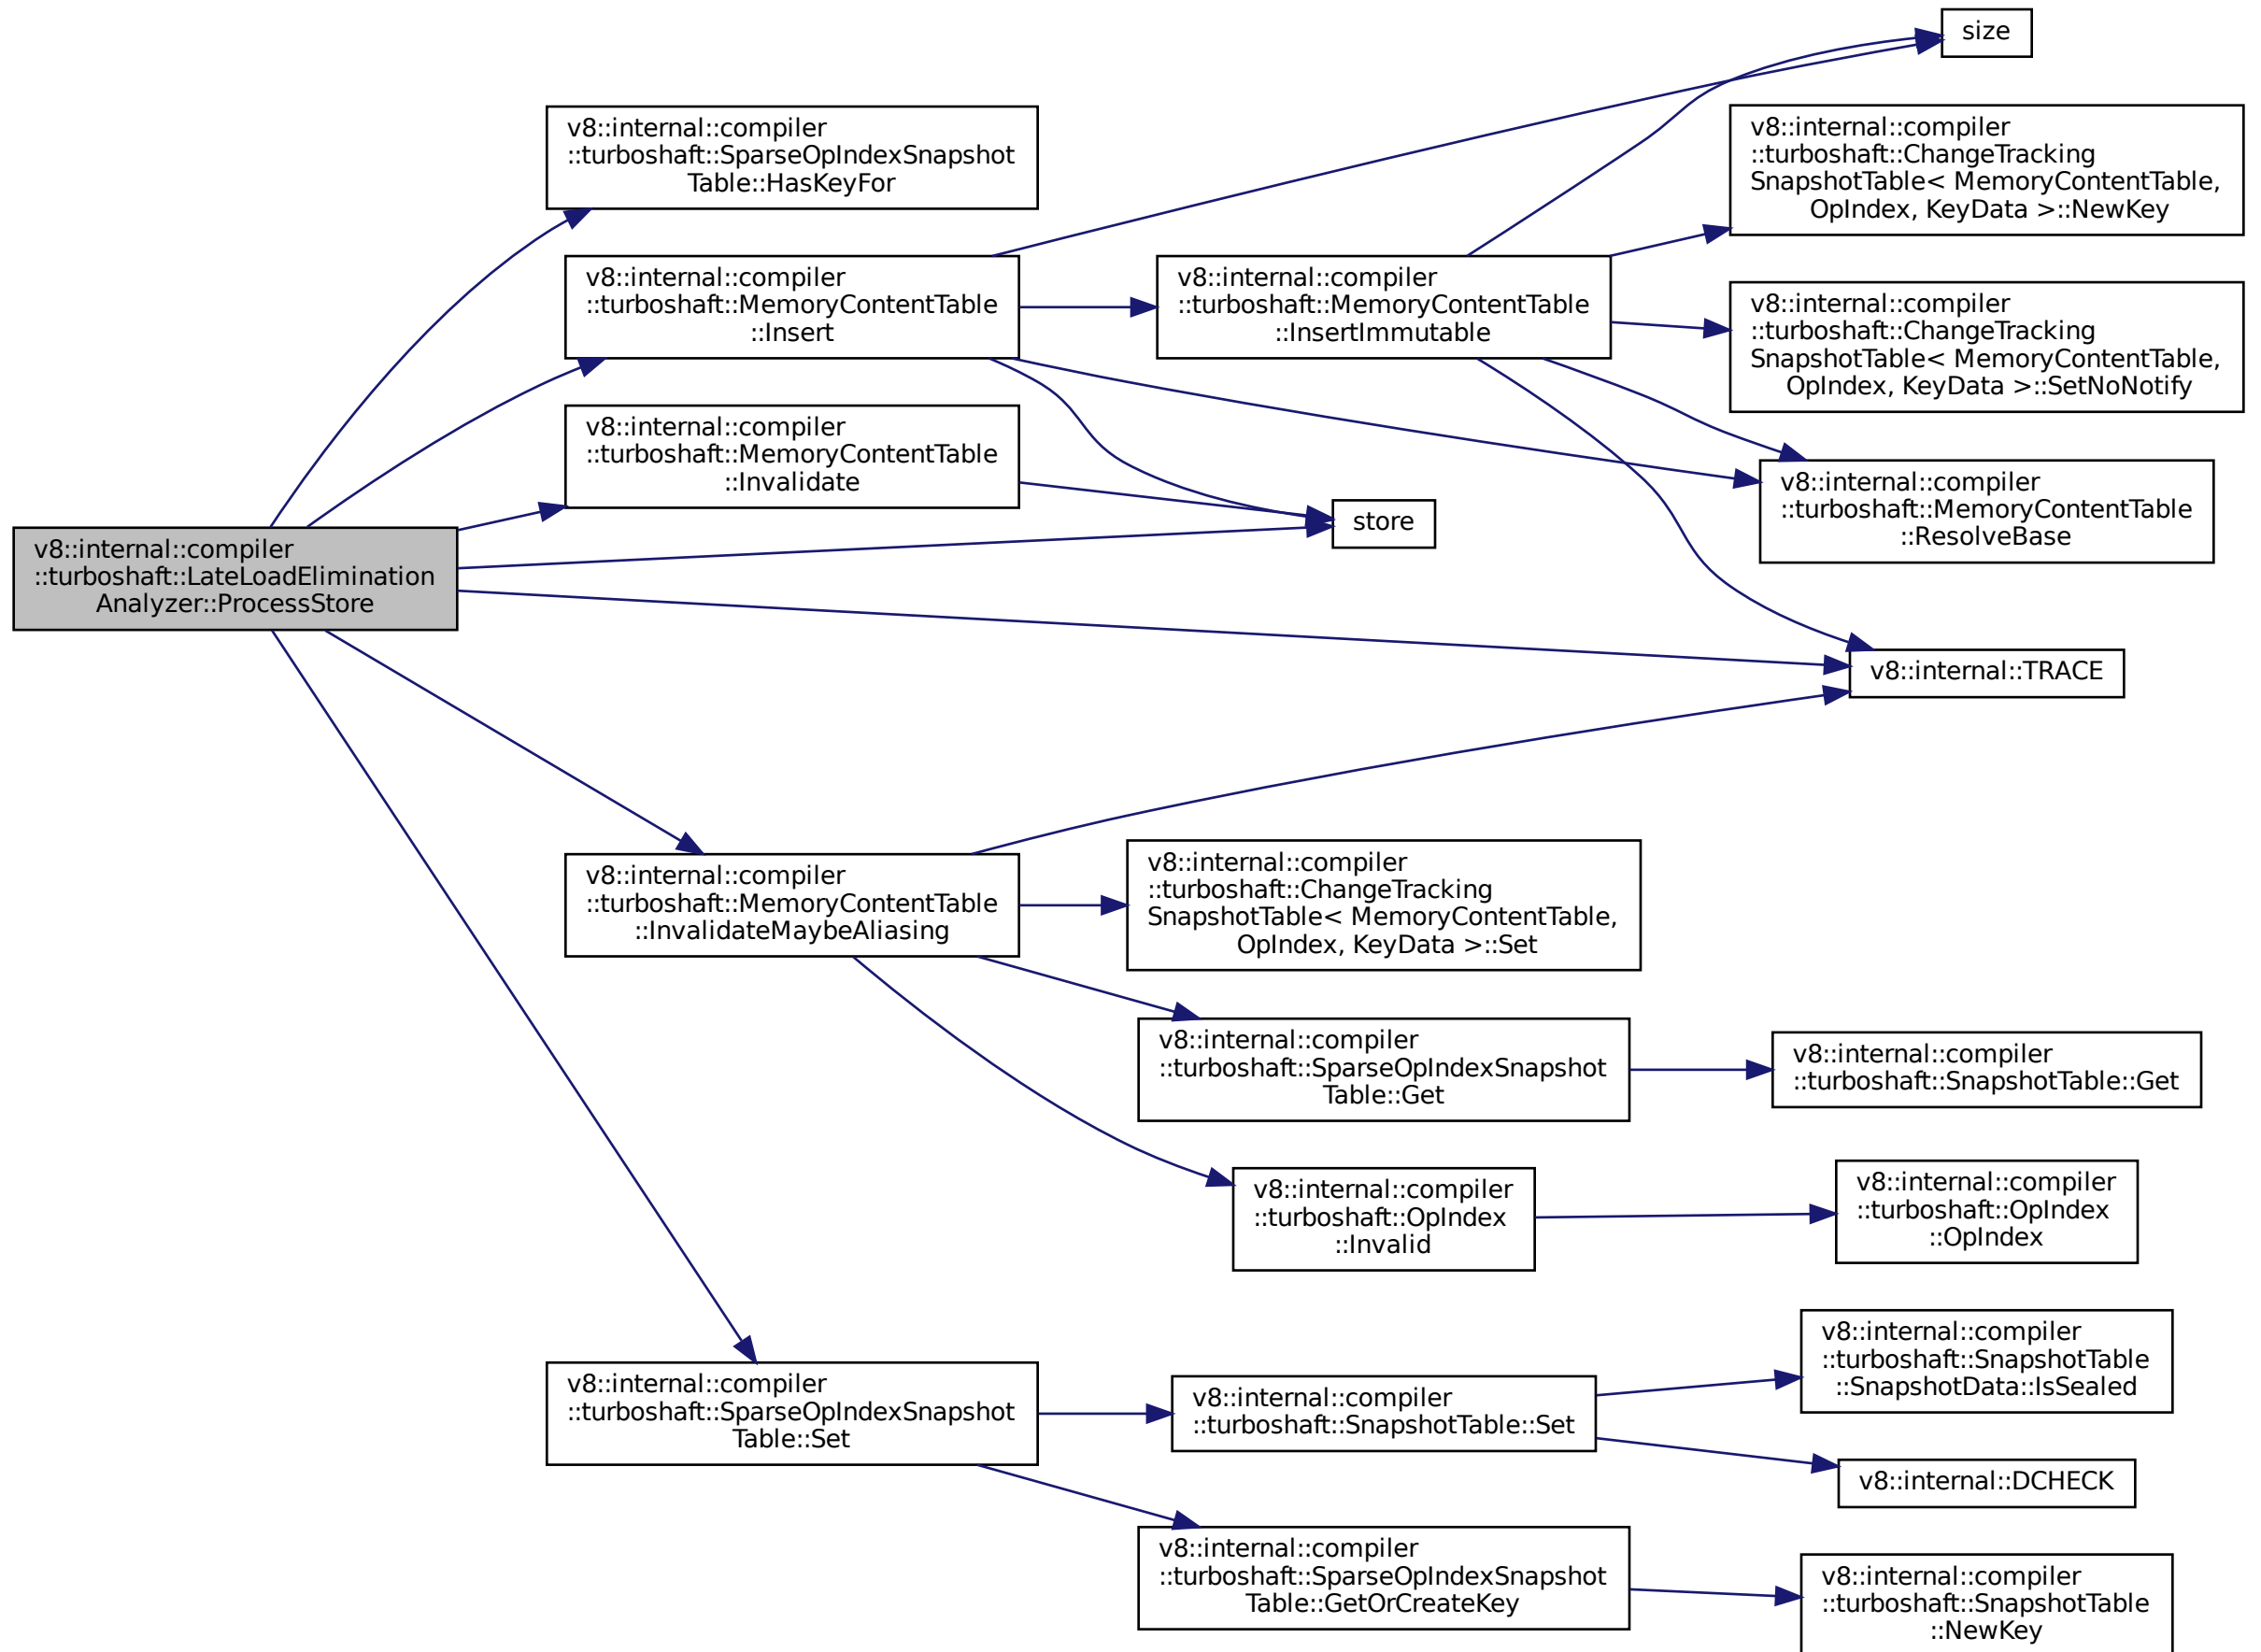 size
v8::internal::compiler
::turboshaft::SparseOpIndexSnapshot
Table::HasKeyFor
v8::internal::compiler
::turboshaft::ChangeTracking
SnapshotTable< MemoryContentTable,
OpIndex, KeyData >::NewKey
v8::internal::compiler
::turboshaft::MemoryContentTable
::Insert
v8::internal::compiler
::turboshaft::MemoryContentTable
::InsertImmutable
v8::internal::compiler
::turboshaft::ChangeTracking
SnapshotTable< MemoryContentTable,
OpIndex, KeyData >::SetNoNotify
v8::internal::compiler
::turboshaft::MemoryContentTable
::Invalidate
v8::internal::compiler
::turboshaft::MemoryContentTable
::ResolveBase
store
v8::internal::compiler
::turboshaft::LateLoadElimination
Analyzer::ProcessStore
v8::internal::TRACE
v8::internal::compiler
::turboshaft::MemoryContentTable
::InvalidateMaybeAliasing
v8::internal::compiler
::turboshaft::ChangeTracking
SnapshotTable< MemoryContentTable,
OpIndex, KeyData >::Set
v8::internal::compiler
::turboshaft::SparseOpIndexSnapshot
Table::Get
v8::internal::compiler
::turboshaft::SnapshotTable::Get
v8::internal::compiler
::turboshaft::OpIndex
::Invalid
v8::internal::compiler
::turboshaft::OpIndex
::OpIndex
v8::internal::compiler
::turboshaft::SparseOpIndexSnapshot
Table::Set
v8::internal::compiler
::turboshaft::SnapshotTable::Set
v8::internal::compiler
::turboshaft::SnapshotTable
::SnapshotData::IsSealed
v8::internal::DCHECK
v8::internal::compiler
::turboshaft::SparseOpIndexSnapshot
Table::GetOrCreateKey
v8::internal::compiler
::turboshaft::SnapshotTable
::NewKey